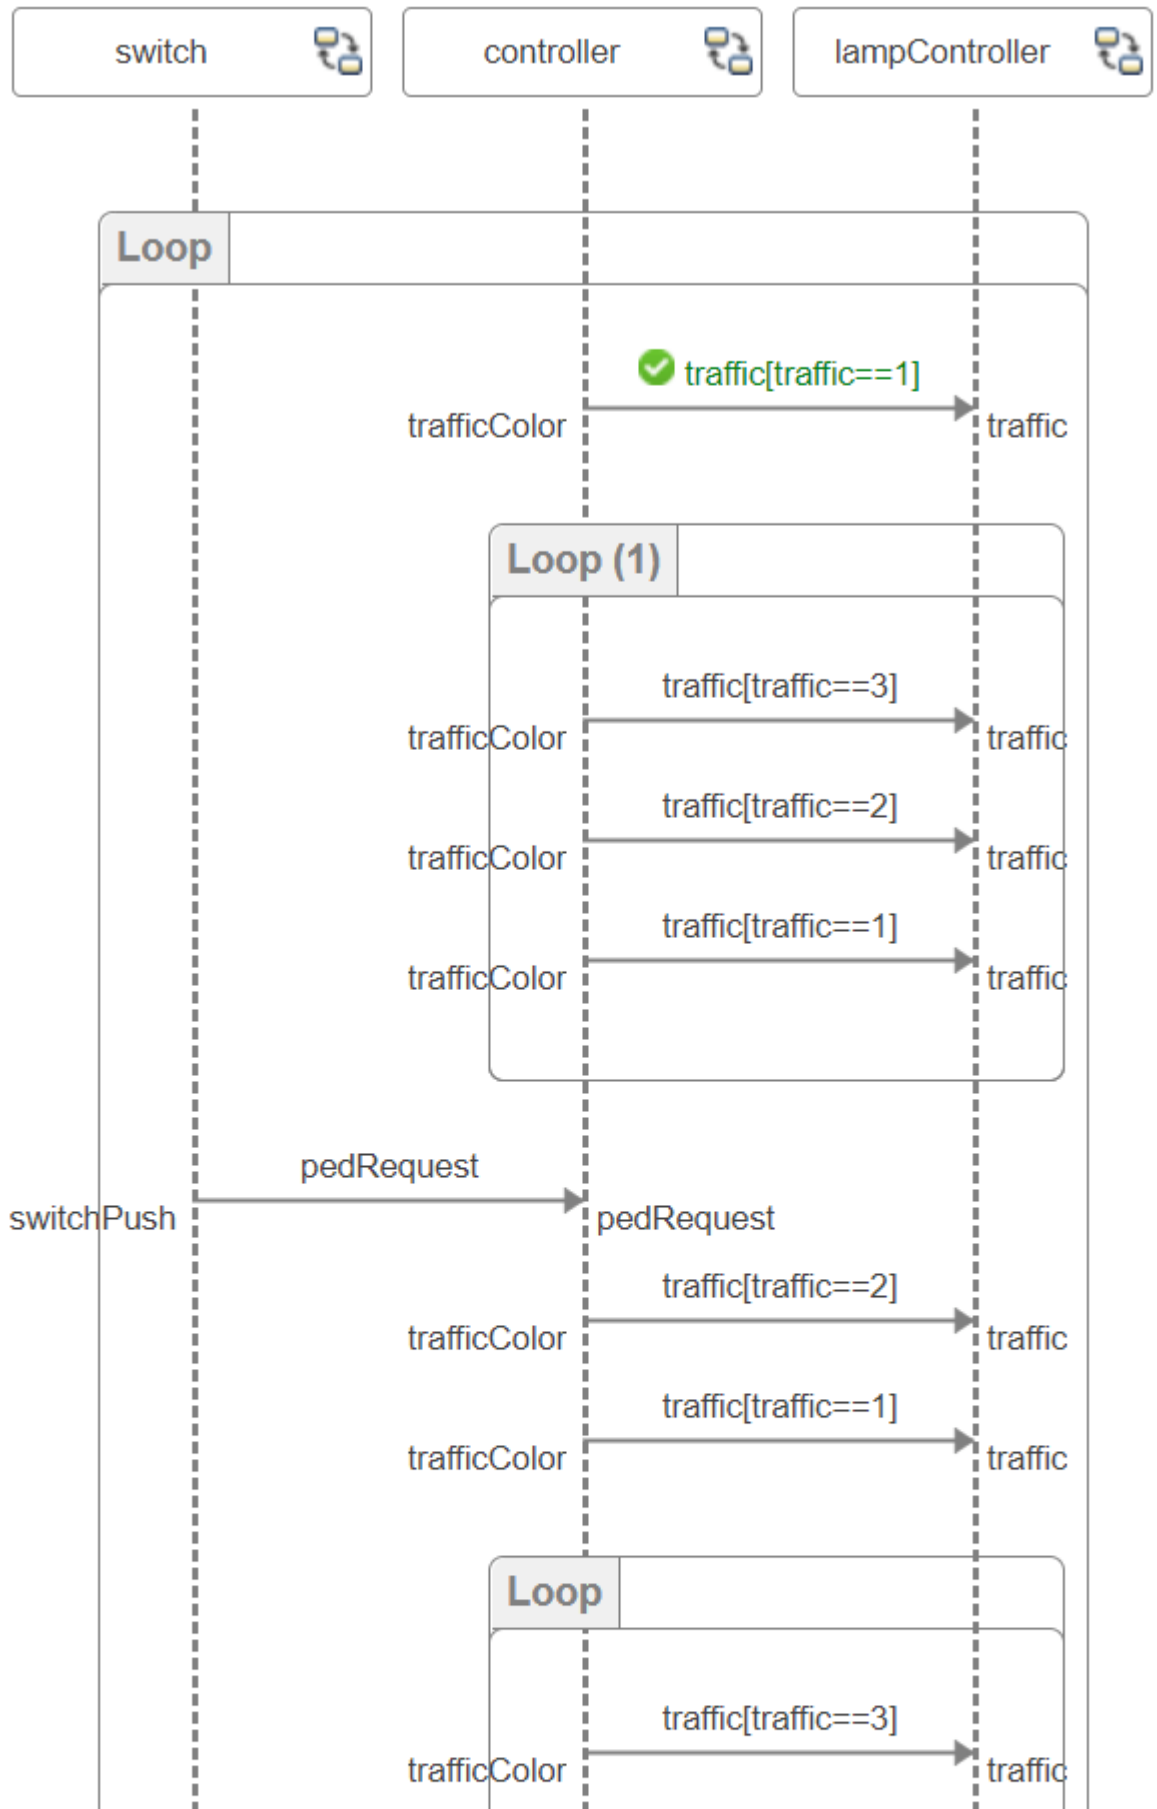 switch
controller
lampController
Loop
traffic[traffic==1]
trafficColor
traffic
Loop (1)
traffic[traffic==3]
trafficColor
traffic
traffic[traffic==2]
trafficColor
traffic
traffic[traffic==1]
trafficColor
traffic
pedRequest
switchPush
pedRequest
traffic[traffic==2]
trafficColor
traffic
traffic[traffic==1]
trafficColor
traffic
Loop
traffic[traffic==3]
trafficColor
traffic